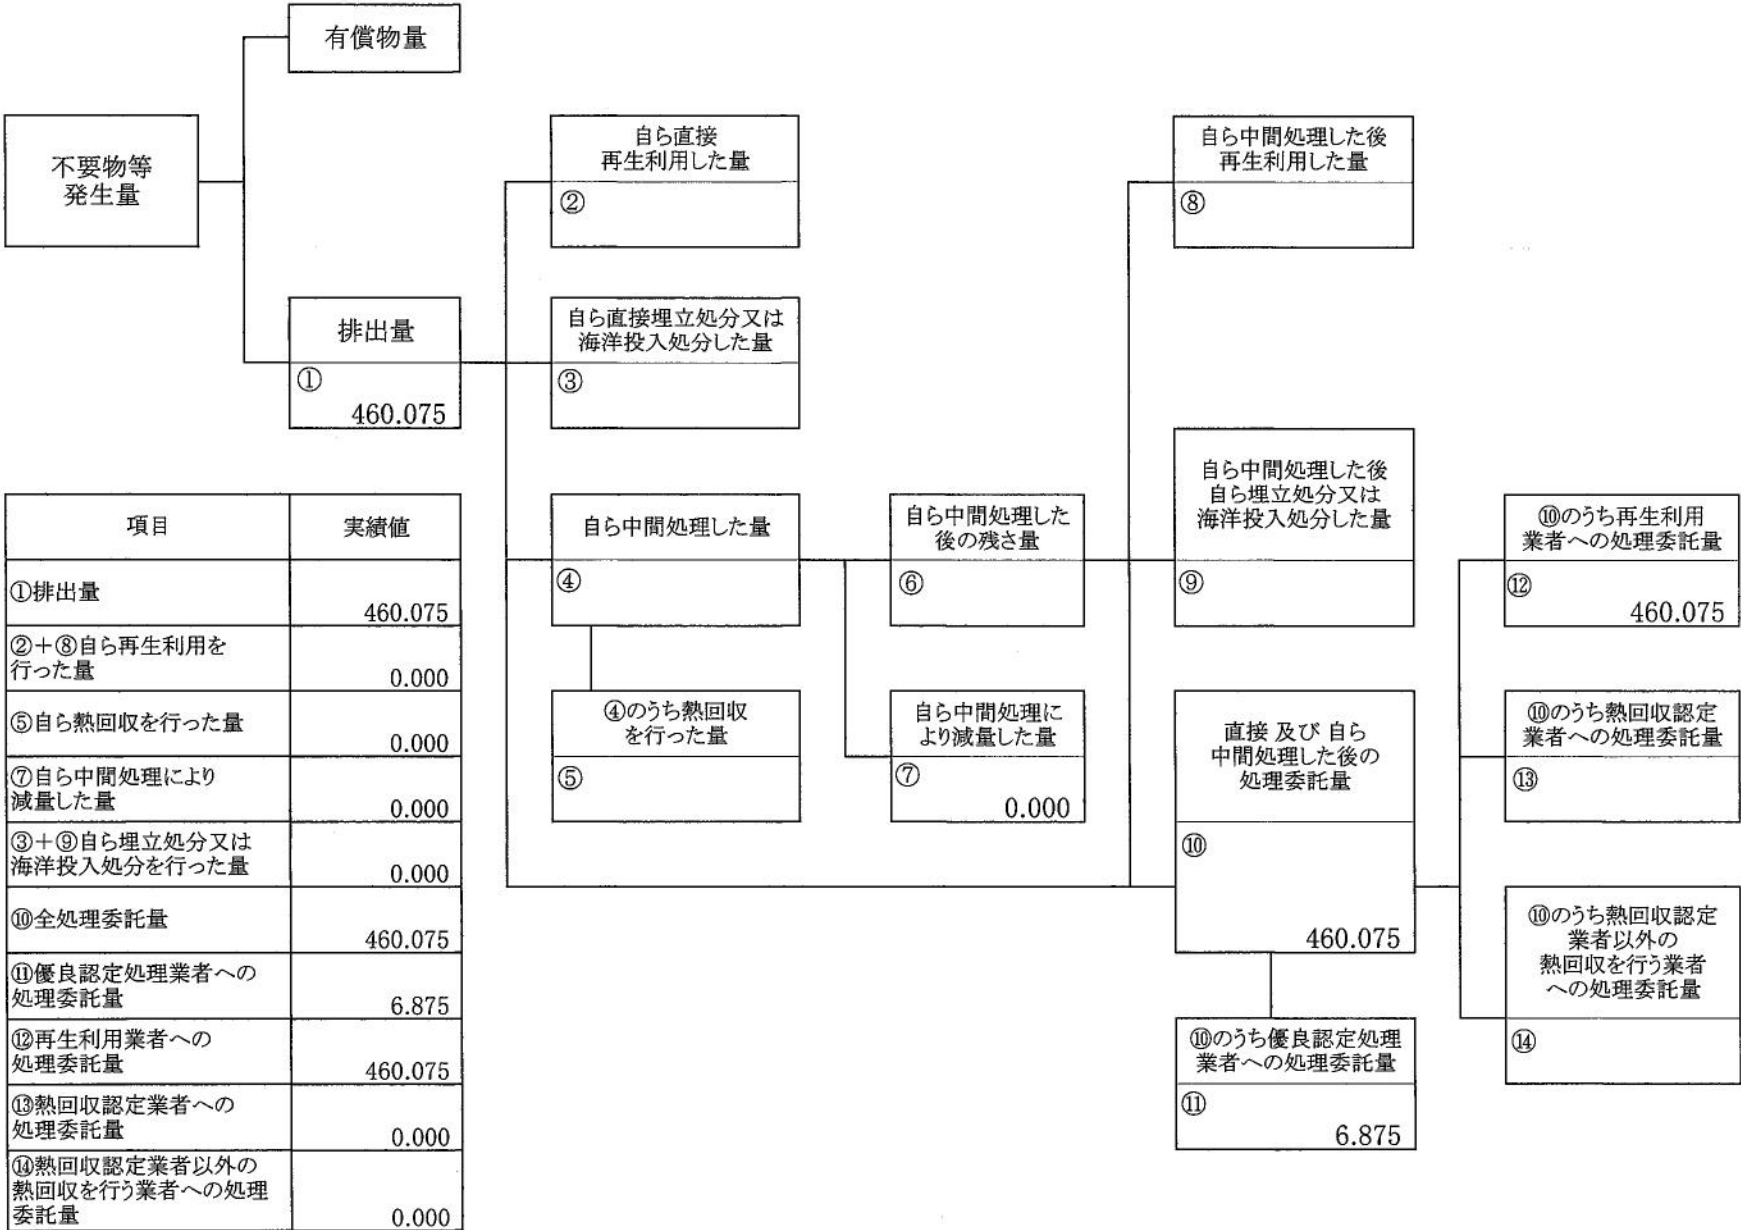 有償物量
不要物等
発生量
排出量
①
460.075
自ら直接
再生利用した量
②
自ら直接埋立処分又は
海洋投入処分した量
③
自ら中間処理した量
④
④のうち熱回収
を行った量
⑤
自ら中間処理した
後の残さ量
⑥
自ら中間処理に
より減量した量
⑦
0.000
自ら中間処理した後
再生利用した量
⑧
自ら中間処理した後
自ら埋立処分又は
海洋投入処分した量
⑨
直接 及び 自ら
中間処理した後の
処理委託量
⑩
460.075
⑩のうち優良認定処理
業者への処理委託量
⑪
6.875
⑩のうち再生利用
業者への処理委託量
⑫
460.075
⑩のうち熱回収認定
業者への処理委託量
⑬
⑩のうち熱回収認定
業者以外の
熱回収を行う業者
への処理委託量
⑭
項目 実績値
①排出量
460.075
②+⑧自ら再生利用を
行った量
0.000
⑤自ら熱回収を行った量
0.000
⑦自ら中間処理により
減量した量
0.000
③+⑨自ら埋立処分又は
海洋投入処分を行った量
0.000
⑩全処理委託量
460.075
⑪優良認定処理業者への
処理委託量
6.875
⑫再生利用業者への
処理委託量
460.075
⑬熱回収認定業者への
処理委託量
0.000
⑭熱回収認定業者以外の
熱回収を行う業者への処理
委託量
0.000